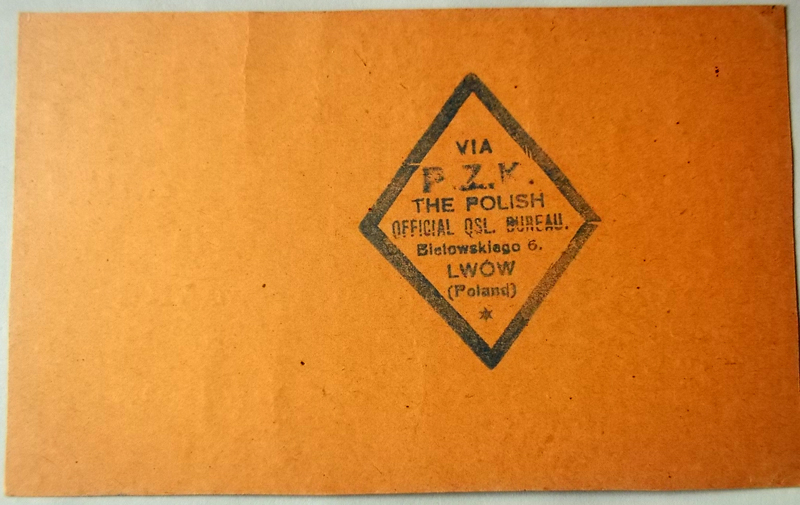 VIA
P.Z.K.
THE POLISH
OFFICIAL QSL. BUREAU.
Bielowskiego 6.
LWÓW
(Poland)